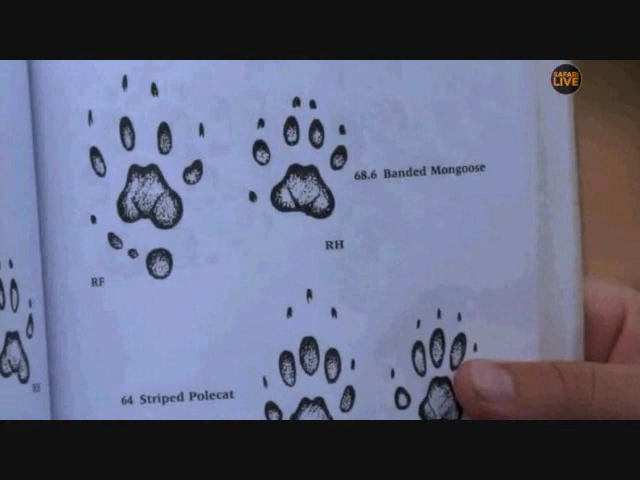 SAFARI
LIVE
68.6 Banded Mongoose
RH
RF
64 Striped Polecat